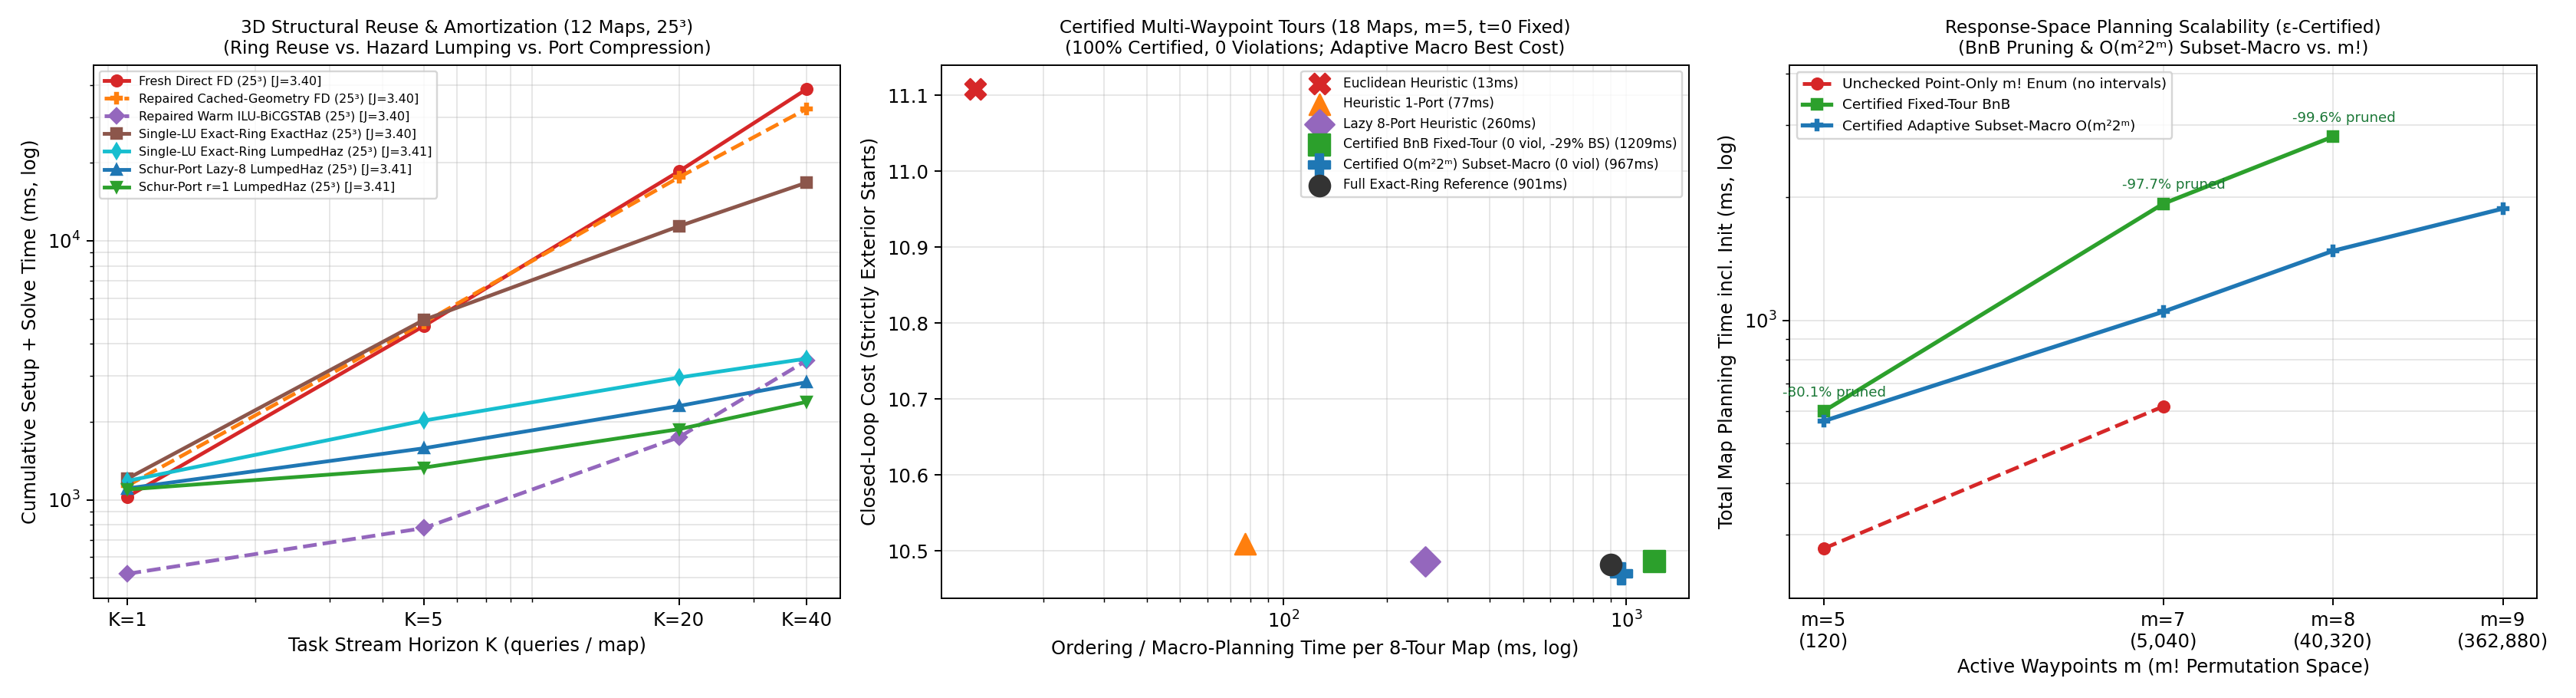 3D Structural Reuse & Amortization (12 Maps, 25³)
(Ring Reuse vs. Hazard Lumping vs. Port Compression)
Fresh Direct FD (25³) [J=3.40]
Repaired Cached-Geometry FD (25³) [J=3.40]
Repaired Warm ILU-BiCGSTAB (25³) [J=3.40]
Single-LU Exact-Ring ExactHaz (25³) [J=3.40]
Single-LU Exact-Ring LumpedHaz (25³) [J=3.41]
Schur-Port Lazy-8 LumpedHaz (25³) [J=3.41]
Schur-Port r=1 LumpedHaz (25³) [J=3.41]
Cumulative Setup + Solve Time (ms, log)
10⁴
10³
K=1
K=5
K=20
K=40
Task Stream Horizon K (queries / map)
Certified Multi-Waypoint Tours (18 Maps, m=5, t=0 Fixed)
(100% Certified, 0 Violations; Adaptive Macro Best Cost)
Euclidean Heuristic (13ms)
Heuristic 1-Port (77ms)
Lazy 8-Port Heuristic (260ms)
Certified BnB Fixed-Tour (0 viol, -29% BS) (1209ms)
Certified O(m²2ᵐ) Subset-Macro (0 viol) (967ms)
Full Exact-Ring Reference (901ms)
Closed-Loop Cost (Strictly Exterior Starts)
11.1
11.0
10.9
10.8
10.7
10.6
10.5
10²
10³
Ordering / Macro-Planning Time per 8-Tour Map (ms, log)
Response-Space Planning Scalability (ε-Certified)
(BnB Pruning & O(m²2ᵐ) Subset-Macro vs. m!)
Unchecked Point-Only m! Enum (no intervals)
Certified Fixed-Tour BnB
Certified Adaptive Subset-Macro O(m²2ᵐ)
-99.6% pruned
-97.7% pruned
-80.1% pruned
Total Map Planning Time incl. Init (ms, log)
10³
m=5
(120)
m=7
(5,040)
m=8
(40,320)
m=9
(362,880)
Active Waypoints m (m! Permutation Space)